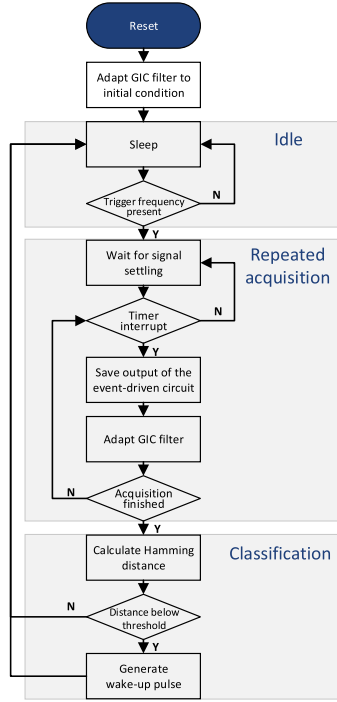 Reset
Adapt GIC filter to
initial condition
Idle
Sleep
N
Trigger frequency
present
Y
Repeated
acquisition
Wait for signal
settling
Timer
interrupt
N
Y
Save output of the
event-driven circuit
Adapt GIC filter
N
Acquisition
finished
Y
Classification
Calculate Hamming
distance
N
Distance below
threshold
Y
Generate
wake-up pulse